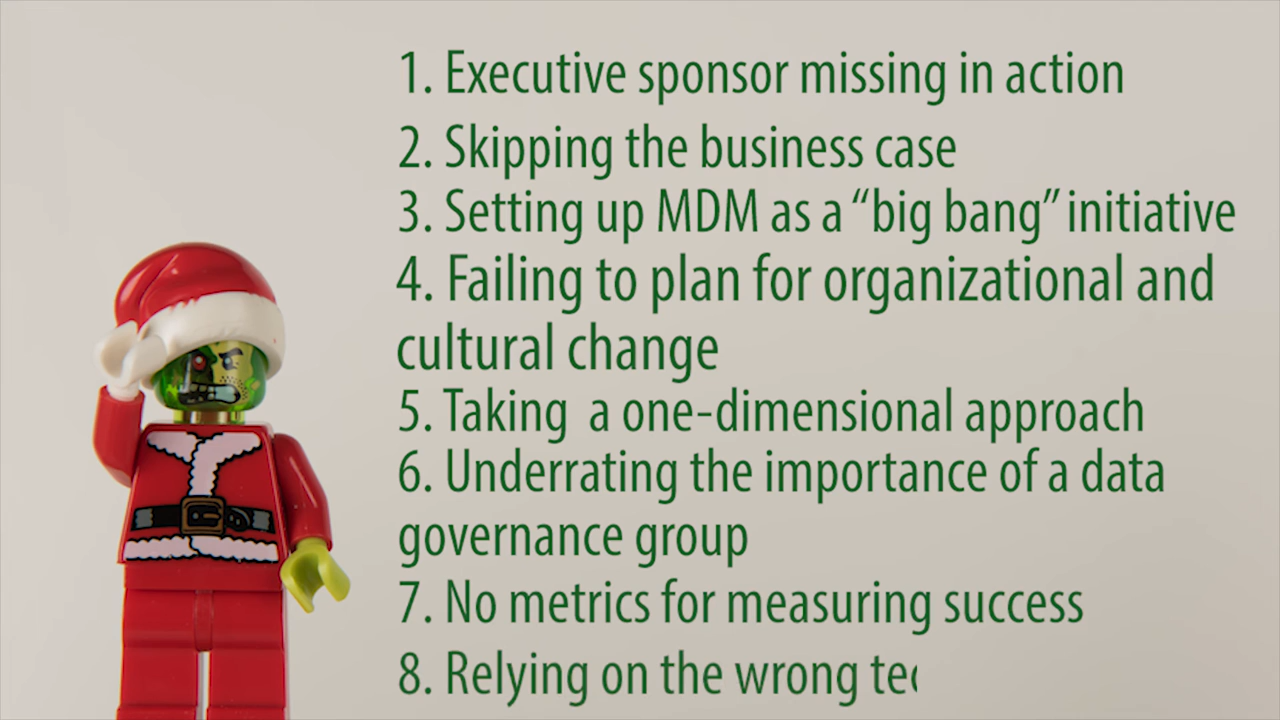 1. Executive sponsor missing in action
2. Skipping the business case
3. Setting up MDM as a “big bang” initiative
4. Failing to plan for organizational and
cultural change
5. Taking a one-dimensional approach
6. Underrating the importance of a data
governance group
7. No metrics for measuring success
8. Relying on the wrong